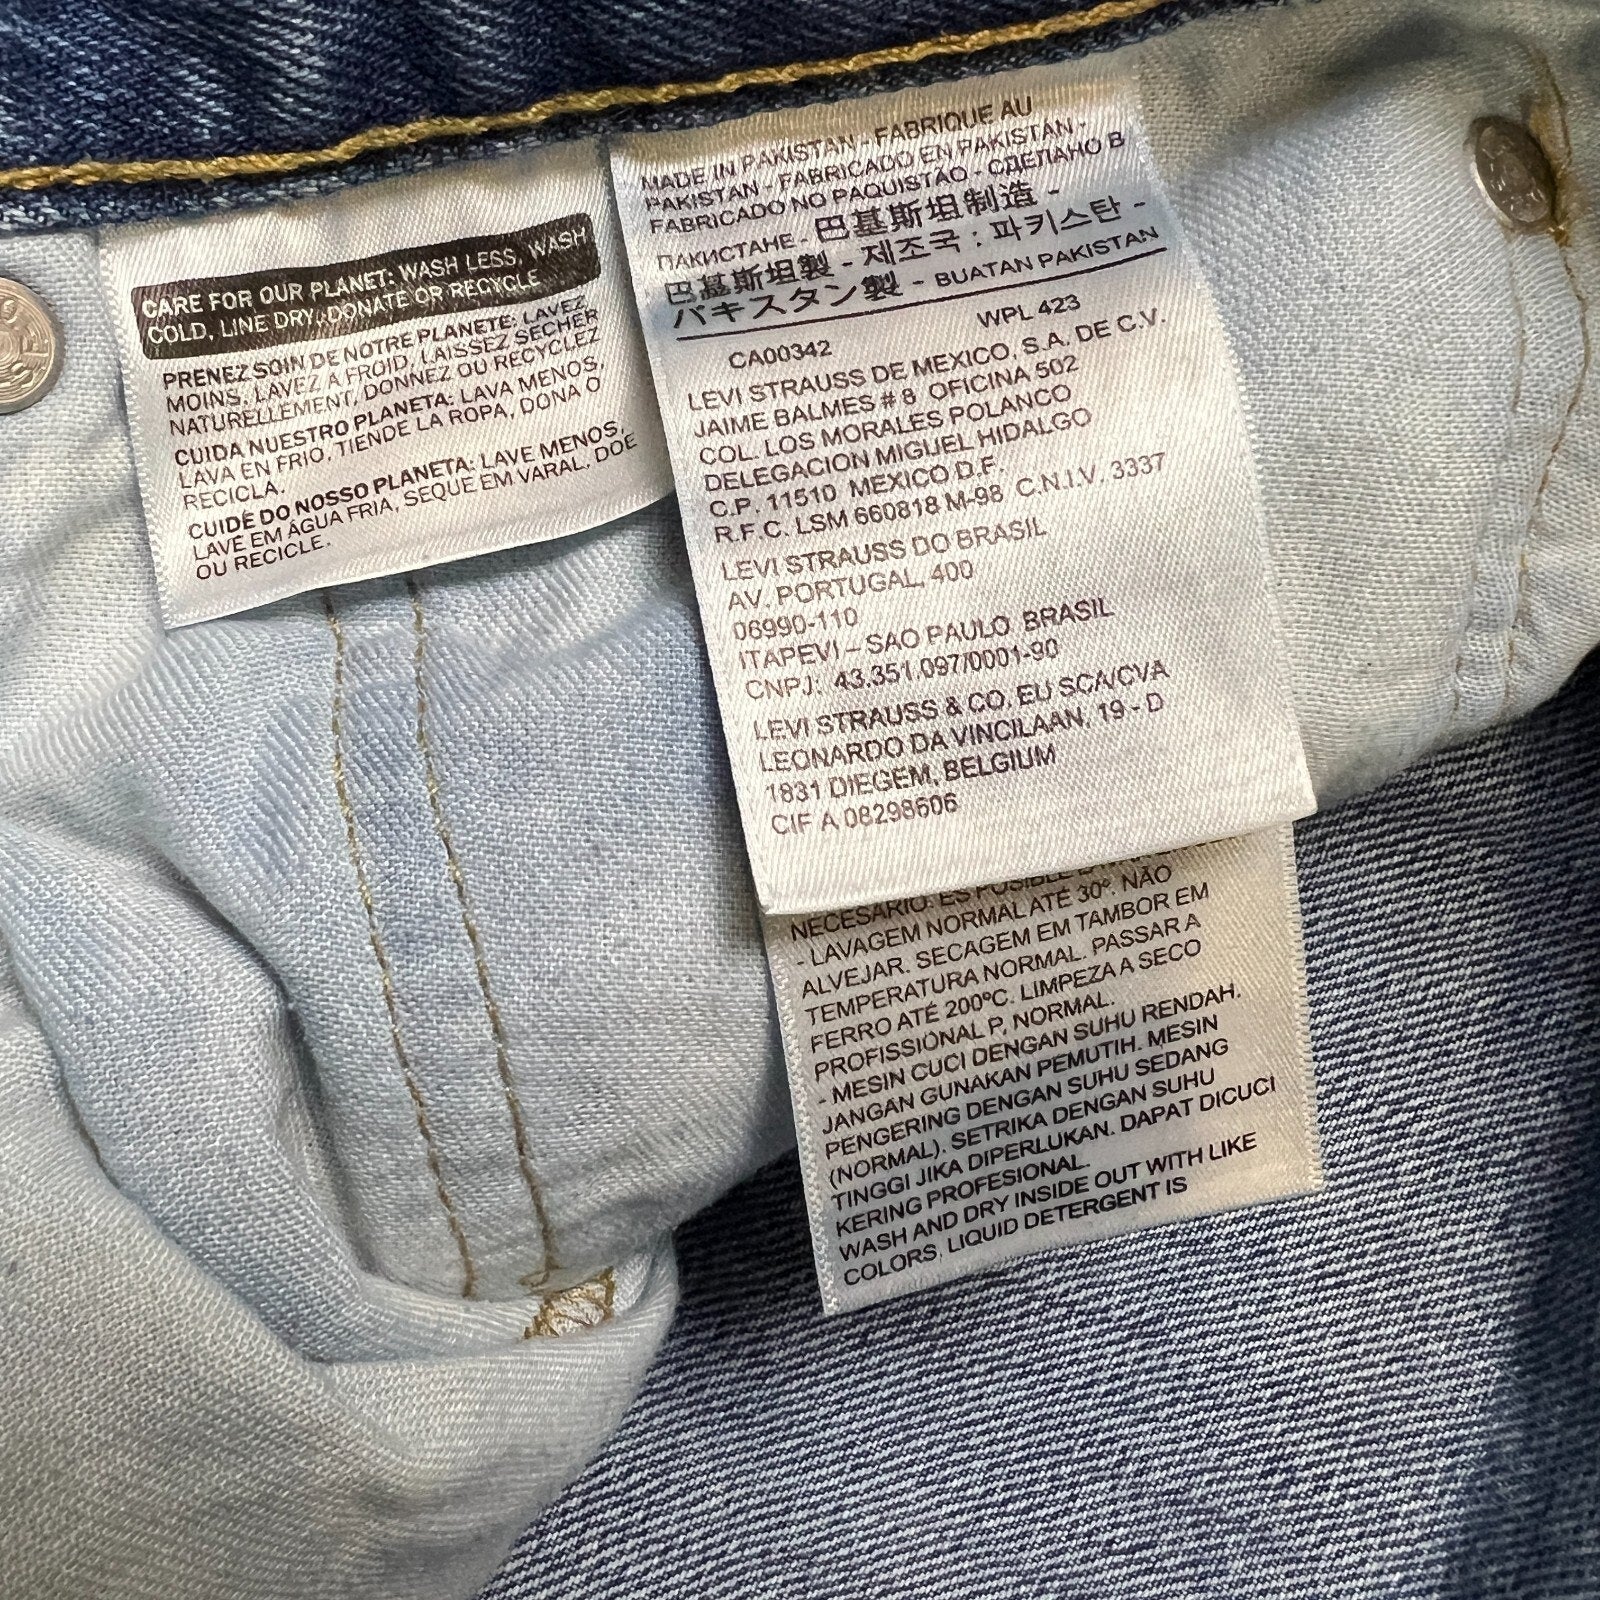 CARE FOR OUR PLANET: WASH LESS, WASH
COLD, LINE DRY, DONATE OR RECYCLE
PRENEZ SOIN DE NOTRE PLANETE: LAVEZ
MOINS, LAVEZ A FROID, LAISSEZ SECHER
NATURELLEMENT, DONNEZ OU RECYCLEZ
CUIDA NUESTRO PLANETA: LAVA MENOS,
LAVA EN FRIO, TIENDE LA ROPA, DONA O
RECICLA.
CUIDE DO NOSSO PLANETA: LAVE MENOS,
LAVE EM ÁGUA FRIA, SEQUE EM VARAL, DOE
OU RECICLE.
MADE IN PAKISTAN - FABRIQUE AU
PAKISTAN - FABRICADO EN PAKISTAN -
FABRICADO NO PAQUISTÃO - СДЕЛАНО В
ПАКИСТАНЕ - 巴基斯坦制造 -
巴基斯坦製 - 제조국 : 파키스탄 -
パキスタン製 - BUATAN PAKISTAN
WPL 423
CA00342
LEVI STRAUSS DE MEXICO, S.A. DE C.V.
JAIME BALMES # 8 OFICINA 502
COL. LOS MORALES POLANCO
DELEGACION MIGUEL HIDALGO
C.P. 11510 MEXICO D.F.
R.F.C. LSM 660818 M-98 C.N.I.V. 3337
LEVI STRAUSS DO BRASIL
AV. PORTUGAL, 400
06990-110
ITAPEVI – SAO PAULO BRASIL
CNPJ: 43.351.097/0001-90
LEVI STRAUSS & CO. EU SCA/CVA
LEONARDO DA VINCILAAN, 19 - D
1831 DIEGEM, BELGIUM
CIF A 08298606
NECESARIO. ES POSIBLE
- LAVAGEM NORMAL ATÉ 30º. NÃO
ALVEJAR. SECAGEM EM TAMBOR EM
TEMPERATURA NORMAL. PASSAR A
FERRO ATÉ 200ºC. LIMPEZA A SECO
PROFISSIONAL P, NORMAL.
- MESIN CUCI DENGAN SUHU RENDAH.
JANGAN GUNAKAN PEMUTIH. MESIN
PENGERING DENGAN SUHU SEDANG
(NORMAL). SETRIKA DENGAN SUHU
TINGGI JIKA DIPERLUKAN. DAPAT DICUCI
KERING PROFESIONAL.
WASH AND DRY INSIDE OUT WITH LIKE
COLORS, LIQUID DETERGENT IS